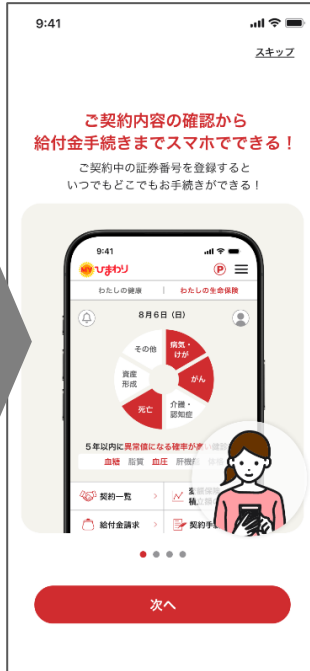 9:41
スキップ
ご契約内容の確認から
給付金手続きまでスマホでできる！
ご契約中の証券番号を登録すると
いつでもどこでもお手続きができる！
9:41
MY ひまわり
P
わたしの健康 | わたしの生命保険
8月6日（日）
その他
病気・
けが
資産
形成
がん
死亡
介護・
認知症
5年以内に異常値になる確率が高い
血糖 脂質 血圧 肝機
契約一覧
積立
給付金請求
契約手
次へ